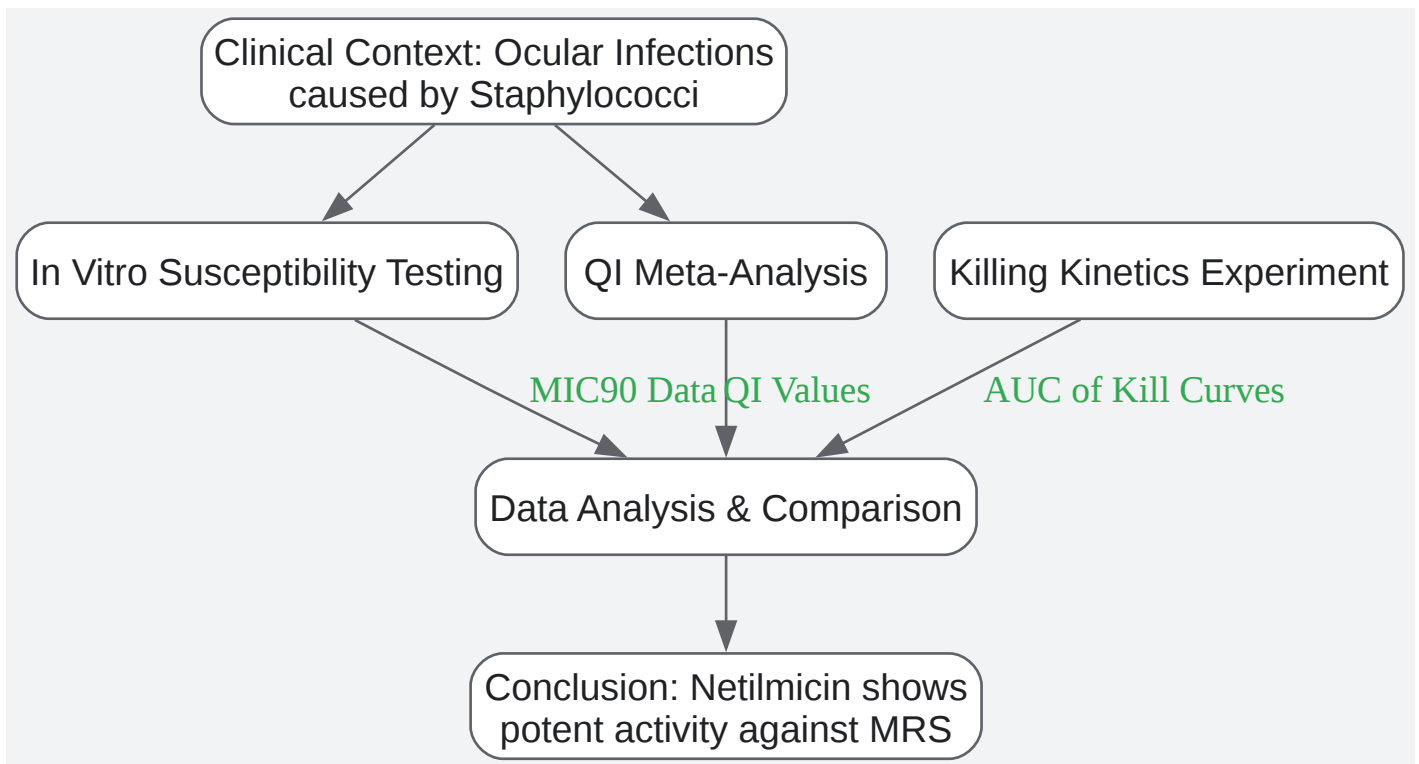 Clinical Context: Ocular Infections
caused by Staphylococci
In Vitro Susceptibility Testing
QI Meta-Analysis
Killing Kinetics Experiment
MIC90 Data
QI Values
AUC of Kill Curves
Data Analysis & Comparison
Conclusion: Netilmicin shows
potent activity against MRS